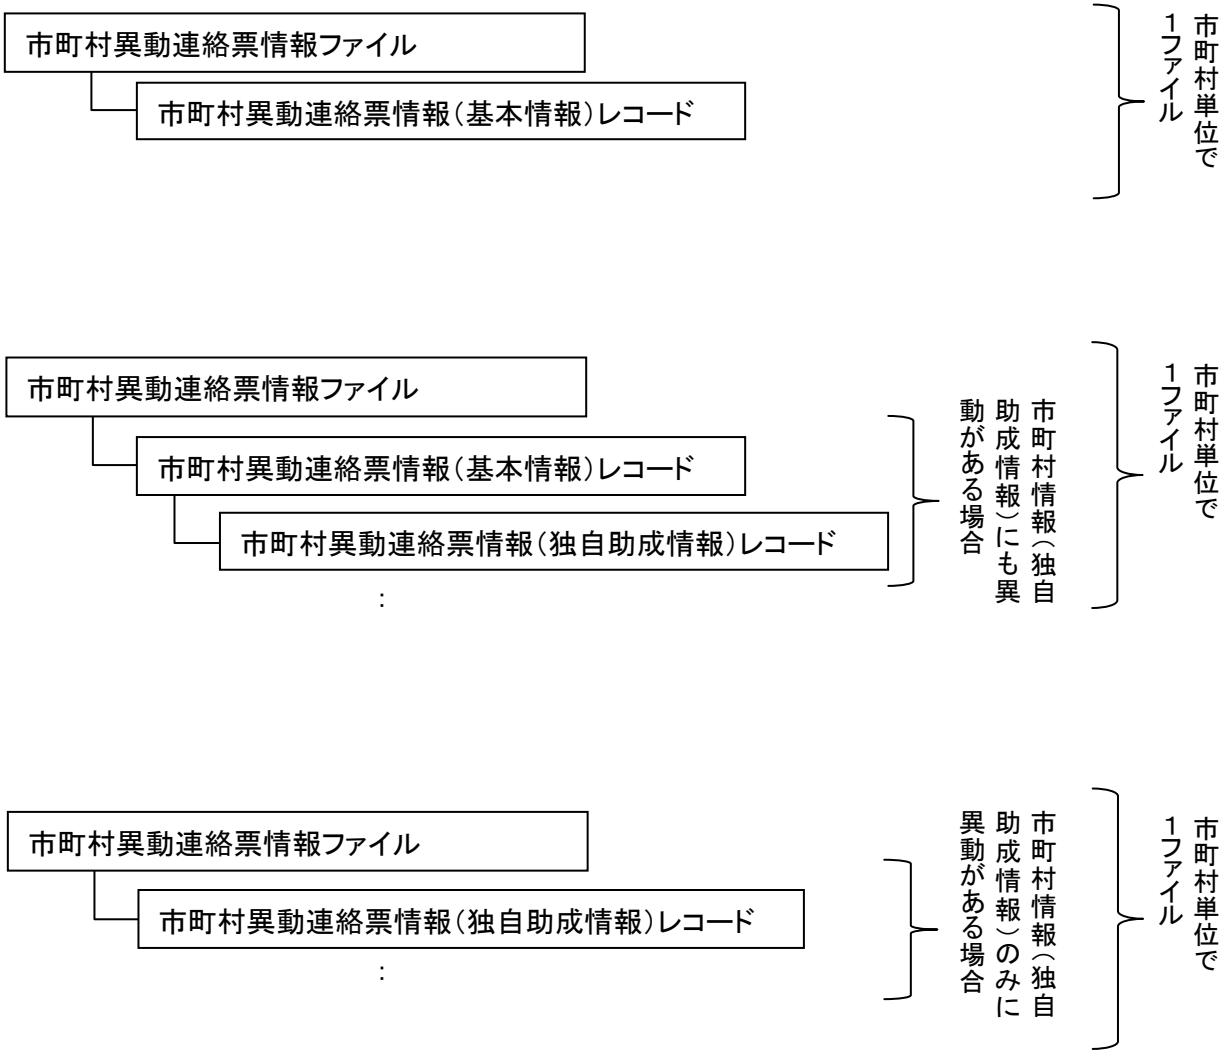 市町村異動連絡票情報ファイル
市町村異動連絡票情報（基本情報）レコード
市町村単位で
１ファイル
市町村異動連絡票情報ファイル
市町村異動連絡票情報（基本情報）レコード
市町村異動連絡票情報（独自助成情報）レコード
：
市町村情報（独自
助成情報）にも異
動がある場合
市町村単位で
１ファイル
市町村異動連絡票情報ファイル
市町村異動連絡票情報（独自助成情報）レコード
：
市町村情報（独自
助成情報）のみに
異動がある場合
市町村単位で
１ファイル